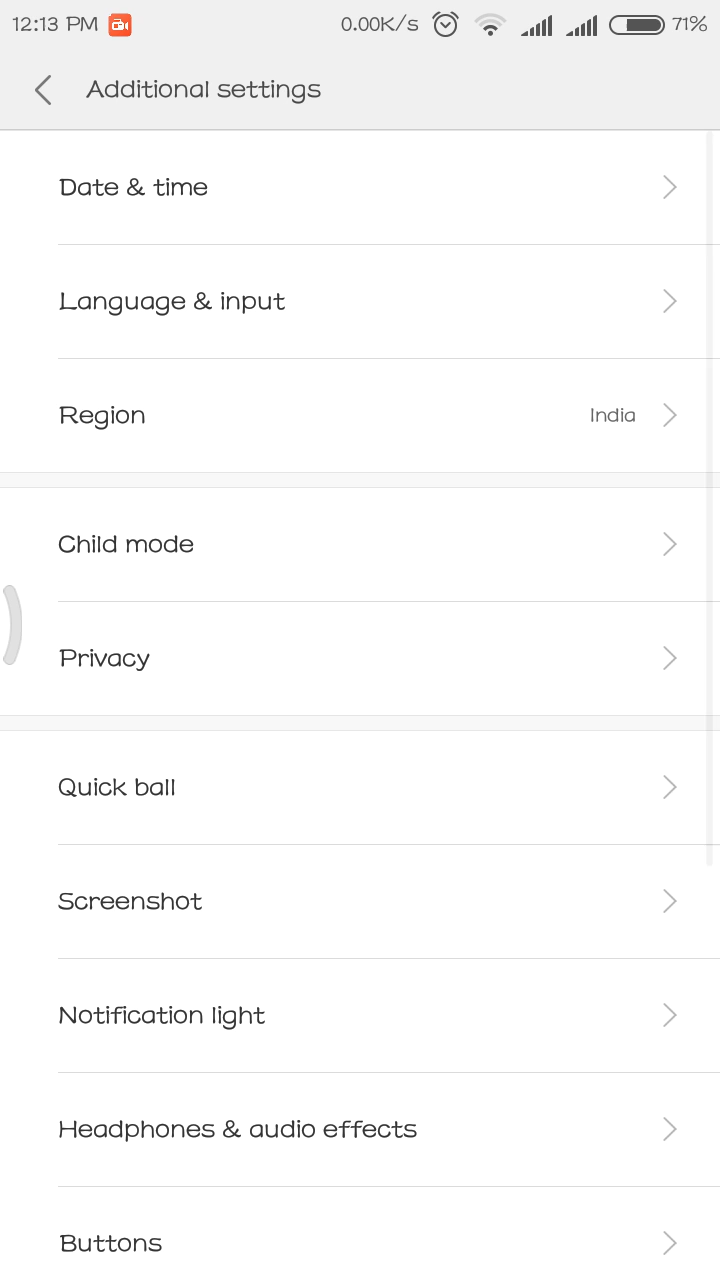 12:13 PM 0.00K/s 71%
Additional settings
Date & time
Language & input
Region India
Child mode
Privacy
Quick ball
Screenshot
Notification light
Headphones & audio effects
Buttons